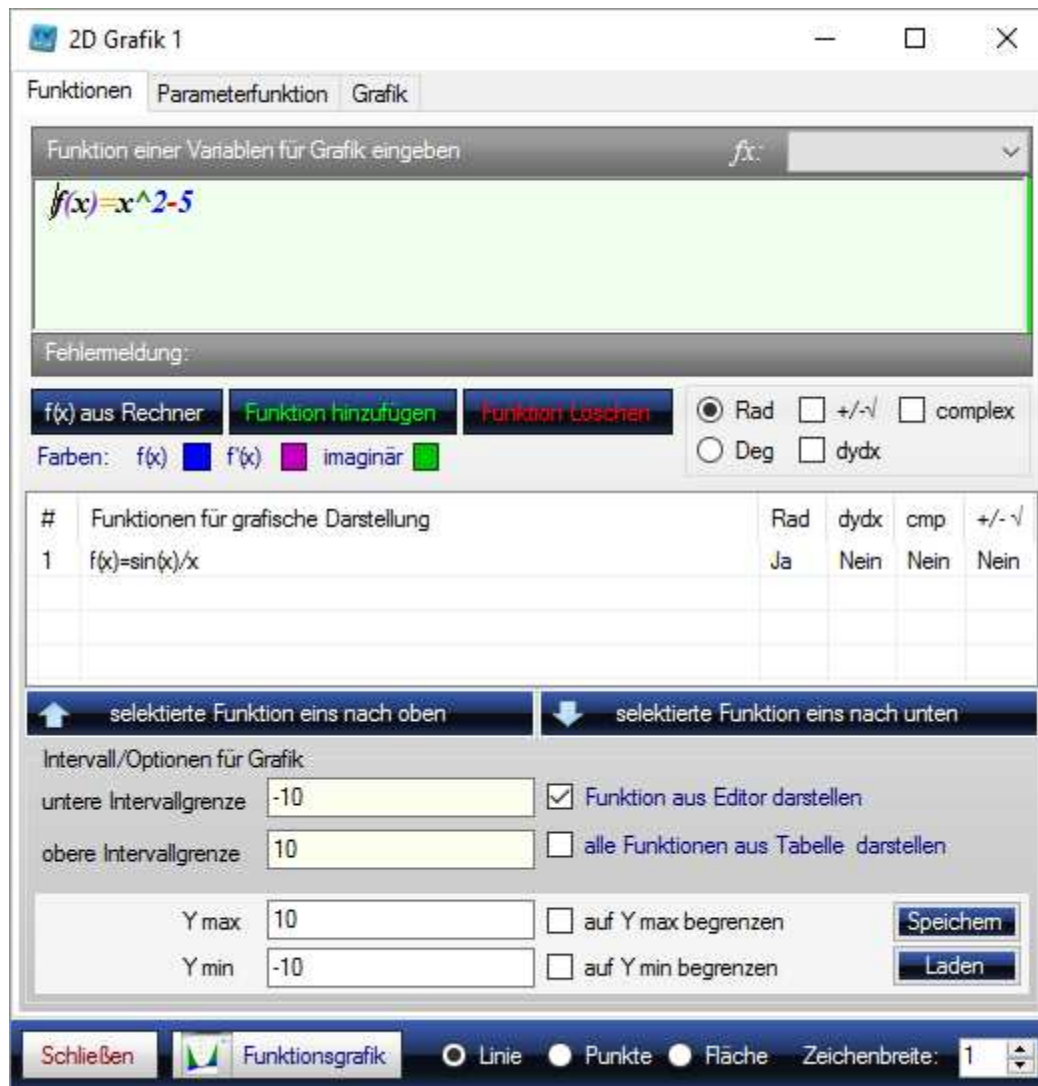 2D Grafik 1
Funktionen Parameterfunktion Grafik
Funktion einer Variablen für Grafik eingeben fx:
f(x)=x^2-5
Fehlermeldung:
f(x) aus Rechner Funktion hinzufügen Funktion Löschen Rad +/-√ complex
Farben: f(x) f'(x) imaginär Deg dydx
# Funktionen für grafische Darstellung Rad dydx cmp +/-√
1 f(x)=sin(x)/x Ja Nein Nein Nein
selektierte Funktion eins nach oben selektierte Funktion eins nach unten
Intervall/Optionen für Grafik
untere Intervallgrenze -10 Funktion aus Editor darstellen
obere Intervallgrenze 10 alle Funktionen aus Tabelle darstellen
Y max 10 auf Y max begrenzen Speichern
Y min -10 auf Y min begrenzen Laden
Schließen Funktionsgrafik Linie Punkte Fläche Zeichenbreite: 1